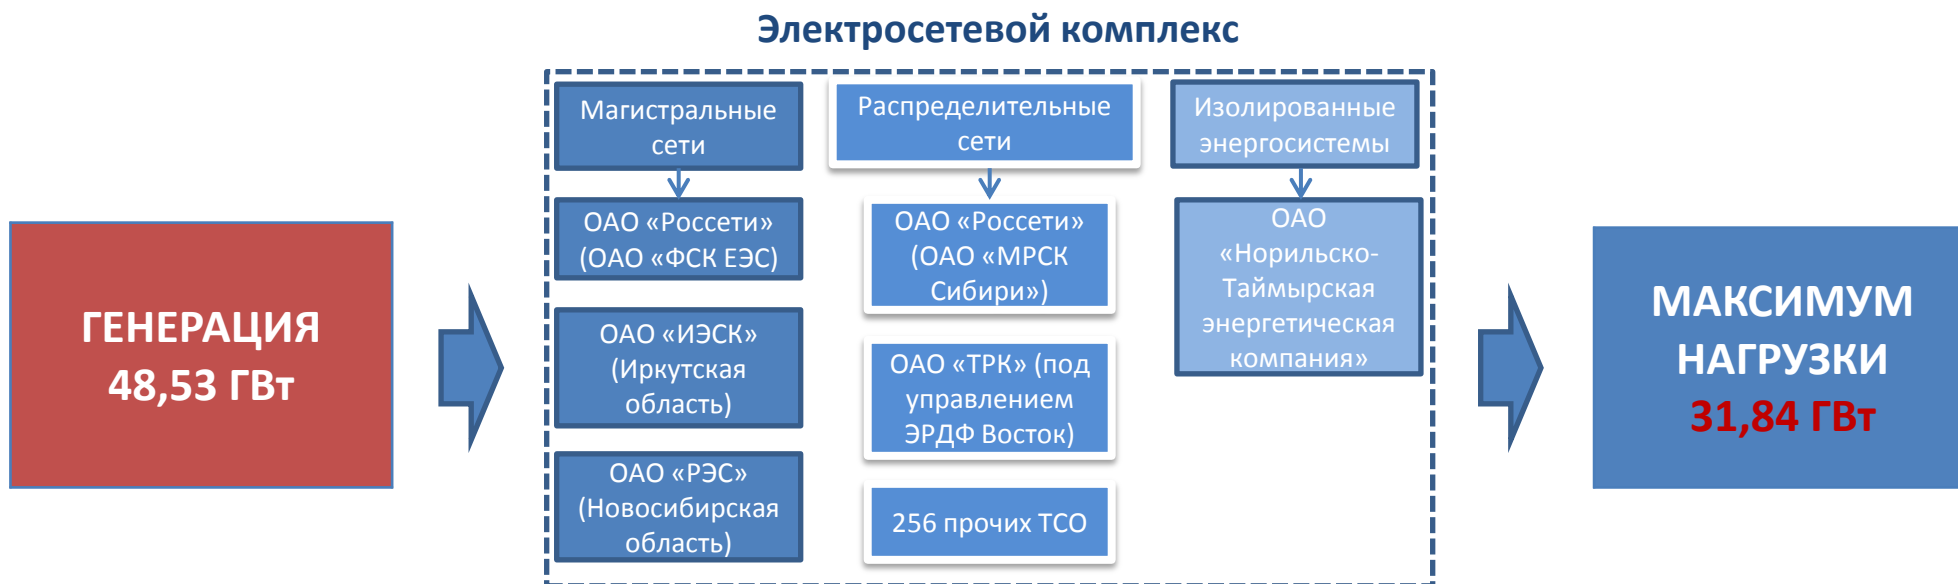 Электросетевой комплекс
ГЕНЕРАЦИЯ
48,53 ГВт
Магистральные
сети
ОАО «Россети»
(ОАО «ФСК ЕЭС)
ОАО «ИЭСК»
(Иркутская
область)
ОАО «РЭС»
(Новосибирская
область)
Распределительные
сети
ОАО «Россети»
(ОАО «МРСК
Сибири»)
ОАО «ТРК» (под
управлением
ЭРДФ Восток)
256 прочих ТСО
Изолированные
энергосистемы
ОАО
«Норильско-
Таймырская
энергетическая
компания»
МАКСИМУМ
НАГРУЗКИ
31,84 ГВт